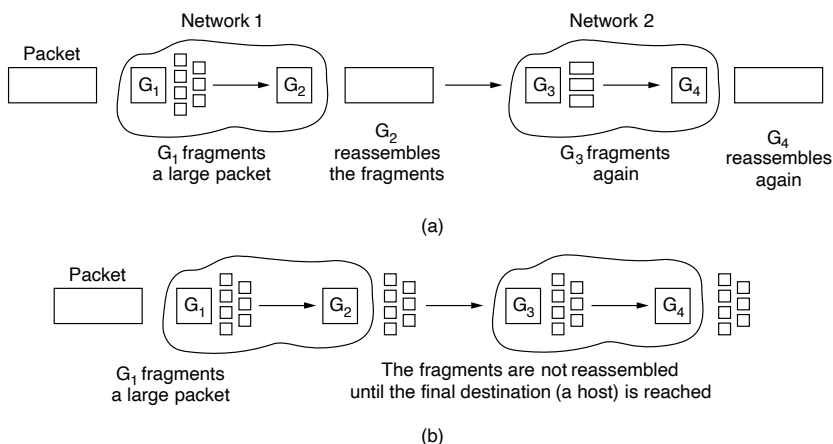 Network 1
Network 2
Packet
G1
G2
G3
G4
G1 fragments
a large packet
G2
reassembles
the fragments
G3 fragments
again
G4
reassembles
again
(a)
Packet
G1
G2
G3
G4
G1 fragments
a large packet
The fragments are not reassembled
until the final destination (a host) is reached
(b)